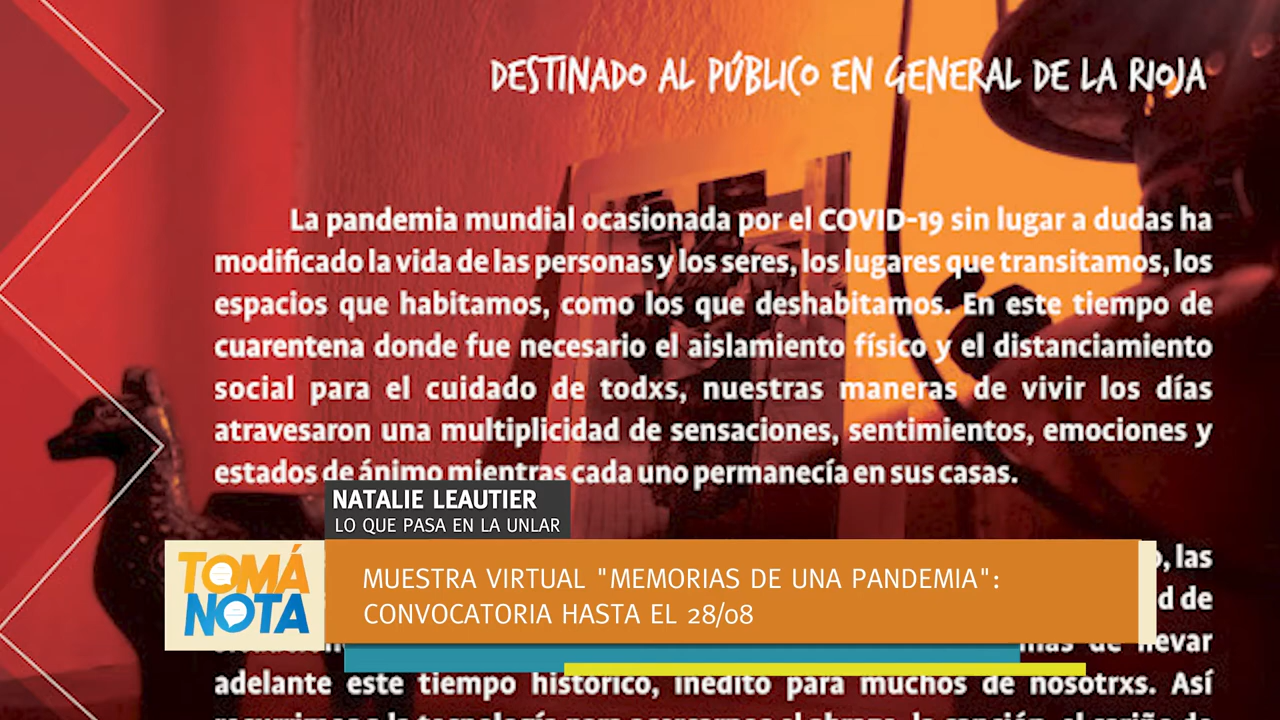 DESTINADO AL PÚBLICO EN GENERAL DE LA RIOJA
La pandemia mundial ocasionada por el COVID-19 sin lugar a dudas ha
modificado la vida de las personas y los seres, los lugares que transitamos, los
espacios que habitamos, como los que deshabitamos. En este tiempo de
cuarentena donde fue necesario el aislamiento físico y el distanciamiento
social para el cuidado de todxs, nuestras maneras de vivir los días
atravesaron una multiplicidad de sensaciones, sentimientos, emociones y
estados de ánimo mientras cada uno permanecía en sus casas.
NATALIE LEAUTIER
LO QUE PASA EN LA UNLAR
las
TOMÁ
NOTA
MUESTRA VIRTUAL "MEMORIAS DE UNA PANDEMIA":
CONVOCATORIA HASTA EL 28/08
de
llevar
adelante este tiempo histórico, inédito para muchos de nosotrxs. Así